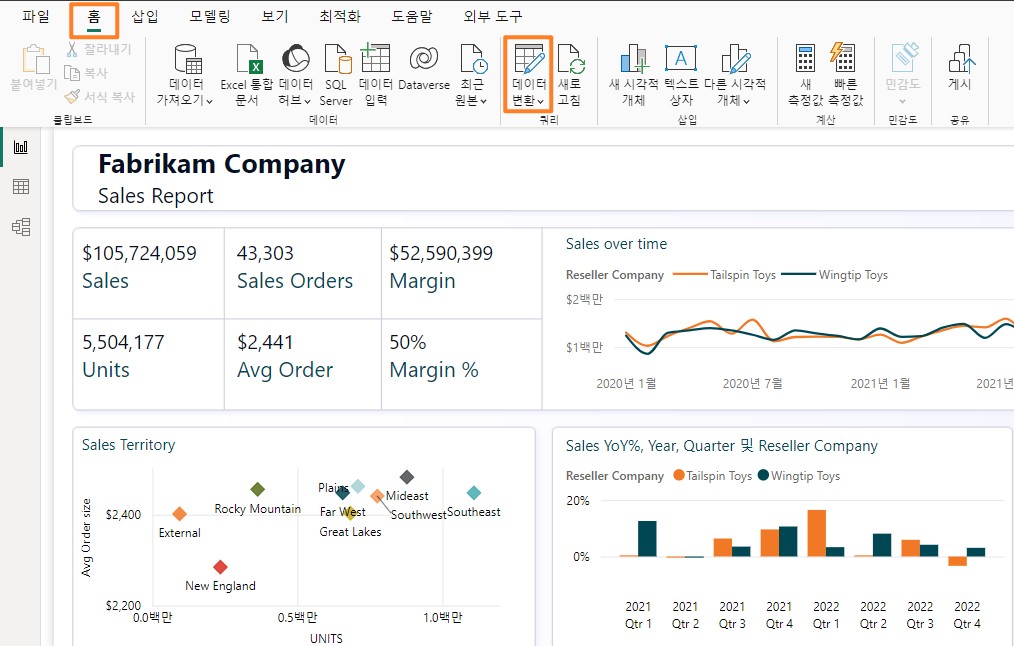 파일 홈 삽입 모델링 보기 최적화 도움말 외부 도구
붙여넣기
잘라내기
복사
서식 복사
클립보드
데이터
가져오기
Excel 통합
문서
데이터
허브
SQL
Server
데이터
입력
Dataverse
최근
원본
데이터
데이터
변환
새로
고침
쿼리
새 시각적
개체
텍스트
상자
다른 시각적
개체
삽입
새
측정값
빠른
측정값
계산
민감도
민감도
게시
공유
Fabrikam Company
Sales Report
$105,724,059
Sales
43,303
Sales Orders
$52,590,399
Margin
5,504,177
Units
$2,441
Avg Order
50%
Margin %
Sales over time
Reseller Company Tailspin Toys Wingtip Toys
$2백만
$1백만
2020년 1월 2020년 7월 2021년 1월 2021년
Sales Territory
Avg Order size
$2,400
$2,200
Plains
Mideast
Rocky Mountain
Far West
Southwest
Southeast
External
Great Lakes
New England
0.0백만 0.5백만 1.0백만
UNITS
Sales YoY%, Year, Quarter 및 Reseller Company
Reseller Company Tailspin Toys Wingtip Toys
20%
0%
2021 2021 2021 2021 2022 2022 2022 2022
Qtr 1 Qtr 2 Qtr 3 Qtr 4 Qtr 1 Qtr 2 Qtr 3 Qtr 4